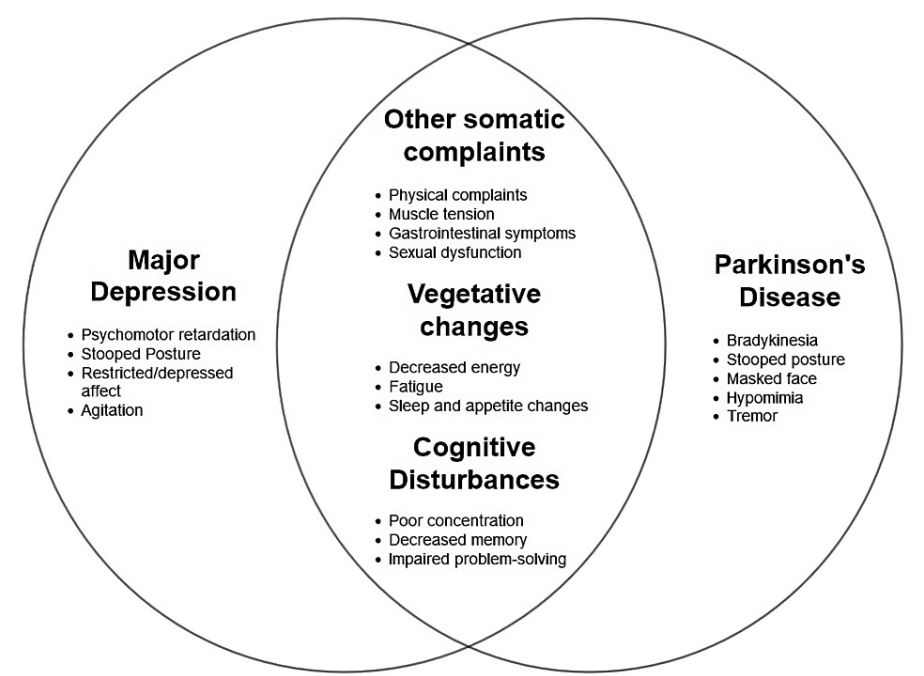 Other somatic
complaints
• Physical complaints
• Muscle tension
• Gastrointestinal symptoms
• Sexual dysfunction
Major
Depression
• Psychomotor retardation
• Stooped Posture
• Restricted/depressed
affect
• Agitation
Vegetative
changes
• Decreased energy
• Fatigue
• Sleep and appetite changes
Cognitive
Disturbances
• Poor concentration
• Decreased memory
• Impaired problem-solving
Parkinson's
Disease
• Bradykinesia
• Stooped posture
• Masked face
• Hypomimia
• Tremor